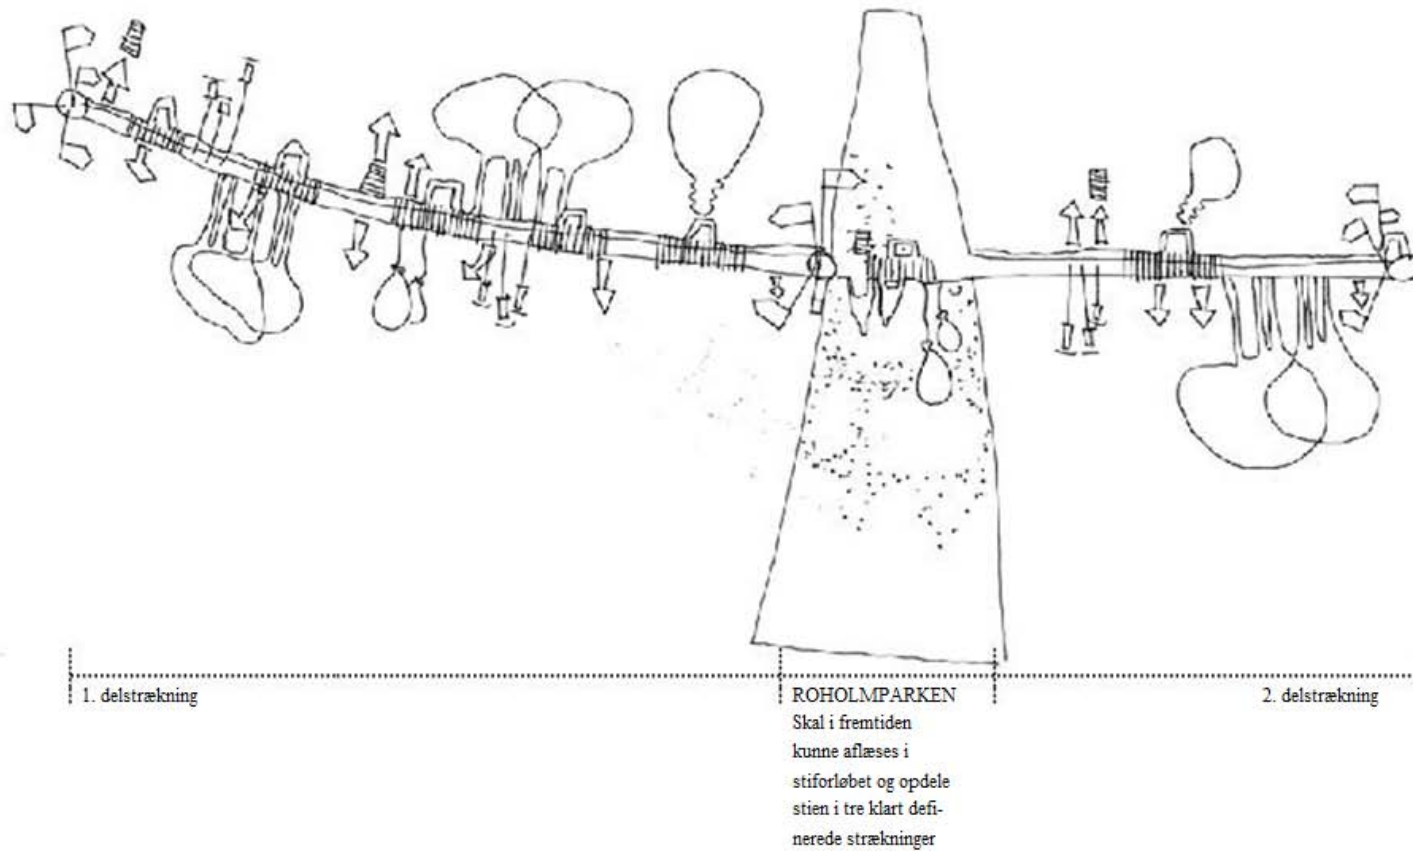 1. delstrækning
ROHOLMPARKEN
Skal i fremtiden
kunne aflæses i
stiforløbet og opdele
stien i tre klart defi-
nerede strækninger
2. delstrækning